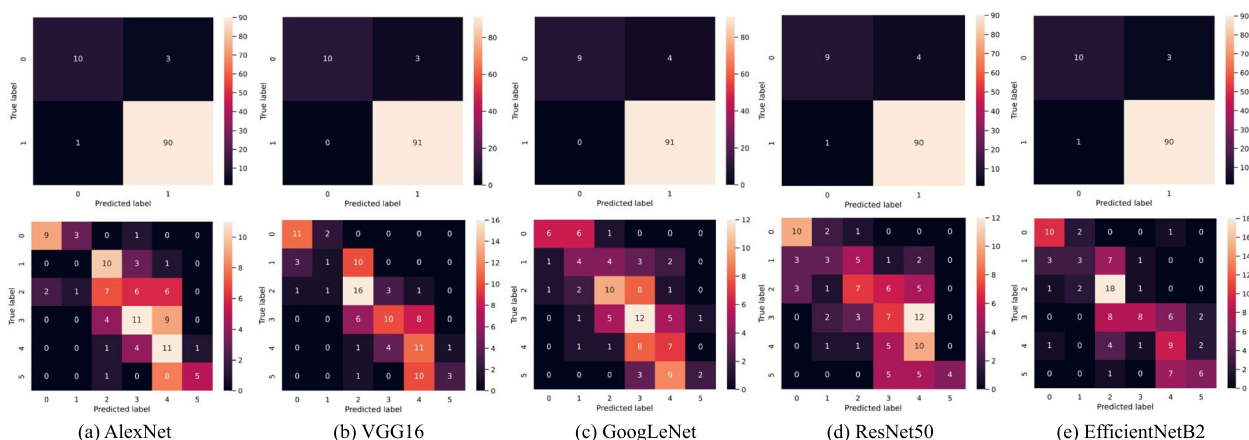 90
80
70
60
50
40
30
20
10
True label
0
1
10 3
1 90
0 1
Predicted label
80
60
40
20
0
True label
0
1
10 3
0 91
0 1
Predicted label
80
60
40
20
0
True label
0
1
9 4
0 91
0 1
Predicted label
90
80
70
60
50
40
30
20
10
True label
0
1
9 4
1 90
0 1
Predicted label
90
80
70
60
50
40
30
20
10
True label
0
1
10 3
1 90
0 1
Predicted label
10
8
6
4
2
0
True label
0 9 3 0 1 0 0
1 0 0 10 3 1 0
2 2 1 7 6 6 0
3 0 0 4 11 9 0
4 0 0 1 4 11 1
5 0 0 1 0 8 5
0 1 2 3 4 5
Predicted label
(a) AlexNet
16
14
12
10
8
6
4
2
0
True label
0 11 2 0 0 0 0
1 3 1 10 0 0 0
2 1 1 16 3 1 0
3 0 0 6 10 8 0
4 0 0 1 4 11 1
5 0 0 1 0 10 3
0 1 2 3 4 5
Predicted label
(b) VGG16
12
10
8
6
4
2
0
True label
0 6 6 1 0 0 0
1 1 4 4 3 2 0
2 1 2 10 8 1 0
3 0 1 5 12 5 1
4 0 1 1 8 7 0
5 0 0 0 3 9 2
0 1 2 3 4 5
Predicted label
(c) GoogLeNet
12
10
8
6
4
2
0
True label
0 10 2 1 0 0 0
1 3 3 5 1 2 0
2 3 1 7 6 5 0
3 0 2 3 7 12 0
4 0 1 1 5 10 0
5 0 0 0 5 5 4
0 1 2 3 4 5
Predicted label
(d) ResNet50
18
16
14
12
10
8
6
4
2
0
True label
0 10 2 0 0 1 0
1 3 3 7 1 0 0
2 1 2 18 1 0 0
3 0 0 8 8 6 2
4 1 0 4 1 9 2
5 0 0 1 0 7 6
0 1 2 3 4 5
Predicted label
(e) EfficientNetB2